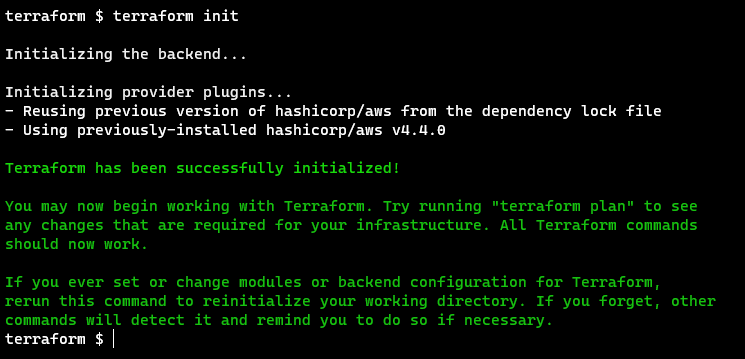 terraform $ terraform init
Initializing the backend...
Initializing provider plugins...
- Reusing previous version of hashicorp/aws from the dependency lock file
- Using previously-installed hashicorp/aws v4.4.0
Terraform has been successfully initialized!
You may now begin working with Terraform. Try running "terraform plan" to see
any changes that are required for your infrastructure. All Terraform commands
should now work.
If you ever set or change modules or backend configuration for Terraform,
rerun this command to reinitialize your working directory. If you forget, other
commands will detect it and remind you to do so if necessary.
terraform $